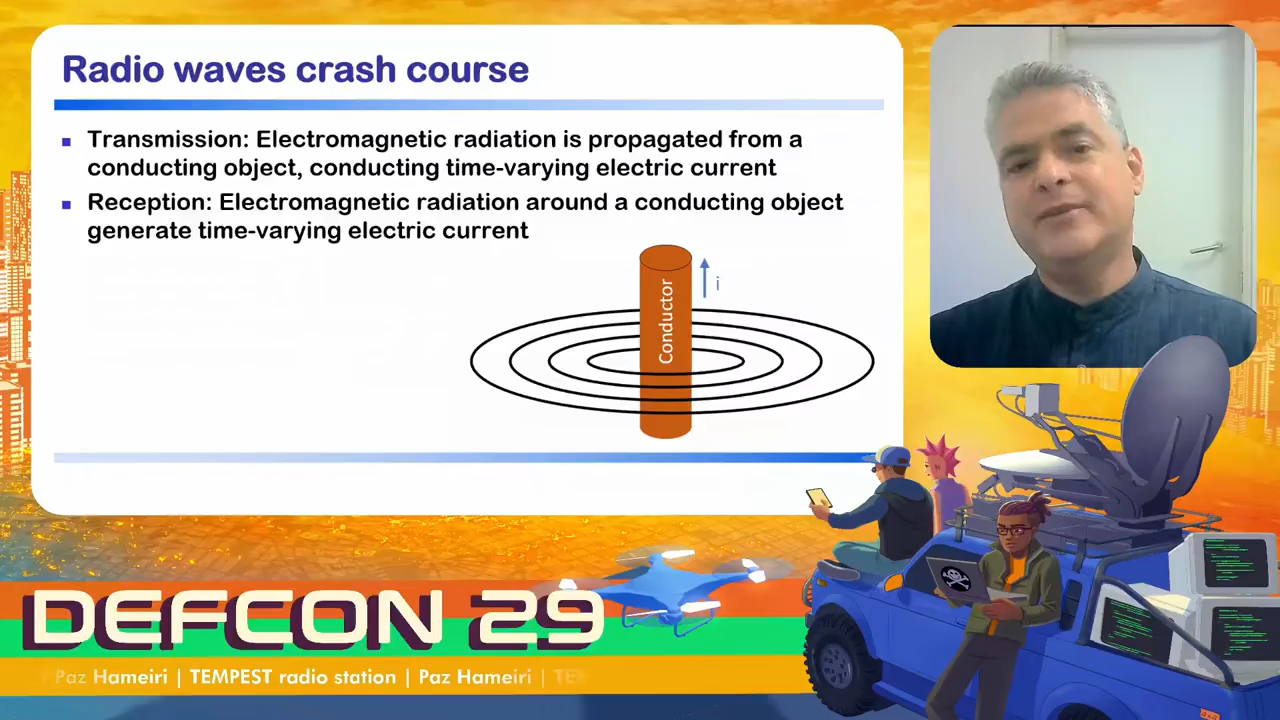 Radio waves crash course
Transmission: Electromagnetic radiation is propagated from a
conducting object, conducting time-varying electric current
Reception: Electromagnetic radiation around a conducting object
generate time-varying electric current
i
Conductor
DEFCON 29
Paz Hameiri | TEMPEST radio station | Paz Hameiri | TE